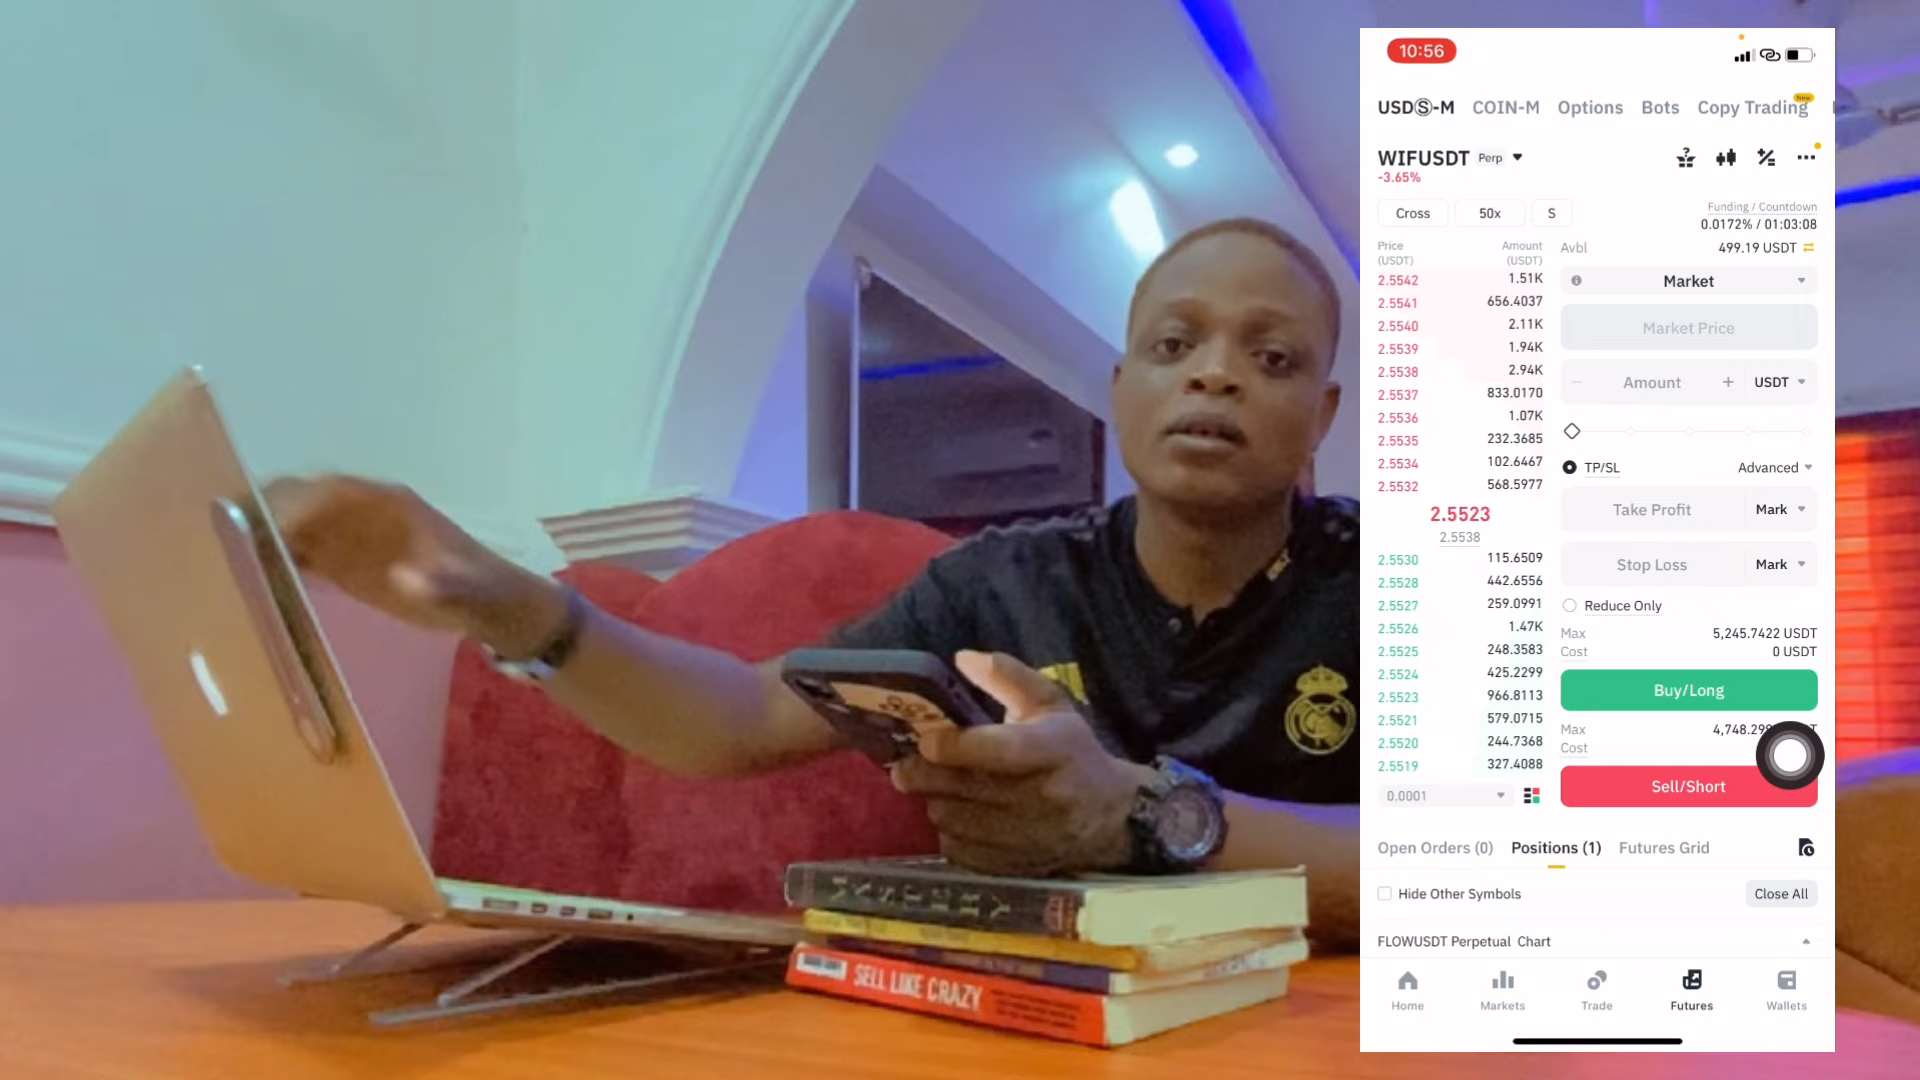 10:56
USDⓈ-M COIN-M Options Bots Copy Trading New
WIFUSDT Perp
-3.65%
Cross 50x S
Funding / Countdown
0.0172% / 01:03:08
Price (USDT) Amount (USDT)
Avbl 499.19 USDT
2.5542 1.51K
2.5541 656.4037
2.5540 2.11K
2.5539 1.94K
2.5538 2.94K
2.5537 833.0170
2.5536 1.07K
2.5535 232.3685
2.5534 102.6467
2.5532 568.5977
2.5523
2.5538
2.5530 115.6509
2.5528 442.6556
2.5527 259.0991
2.5526 1.47K
2.5525 248.3583
2.5524 425.2299
2.5523 966.8113
2.5521 579.0715
2.5520 244.7368
2.5519 327.4088
0.0001
Market
Market Price
Amount + USDT
TP/SL Advanced
Take Profit Mark
Stop Loss Mark
Reduce Only
Max 5,245.7422 USDT
Cost 0 USDT
Buy/Long
Max 4,748.29
Cost
Sell/Short
Open Orders (0) Positions (1) Futures Grid
Hide Other Symbols Close All
FLOWUSDT Perpetual Chart
Home Markets Trade Futures Wallets
MASTERY
SELL LIKE CRAZY